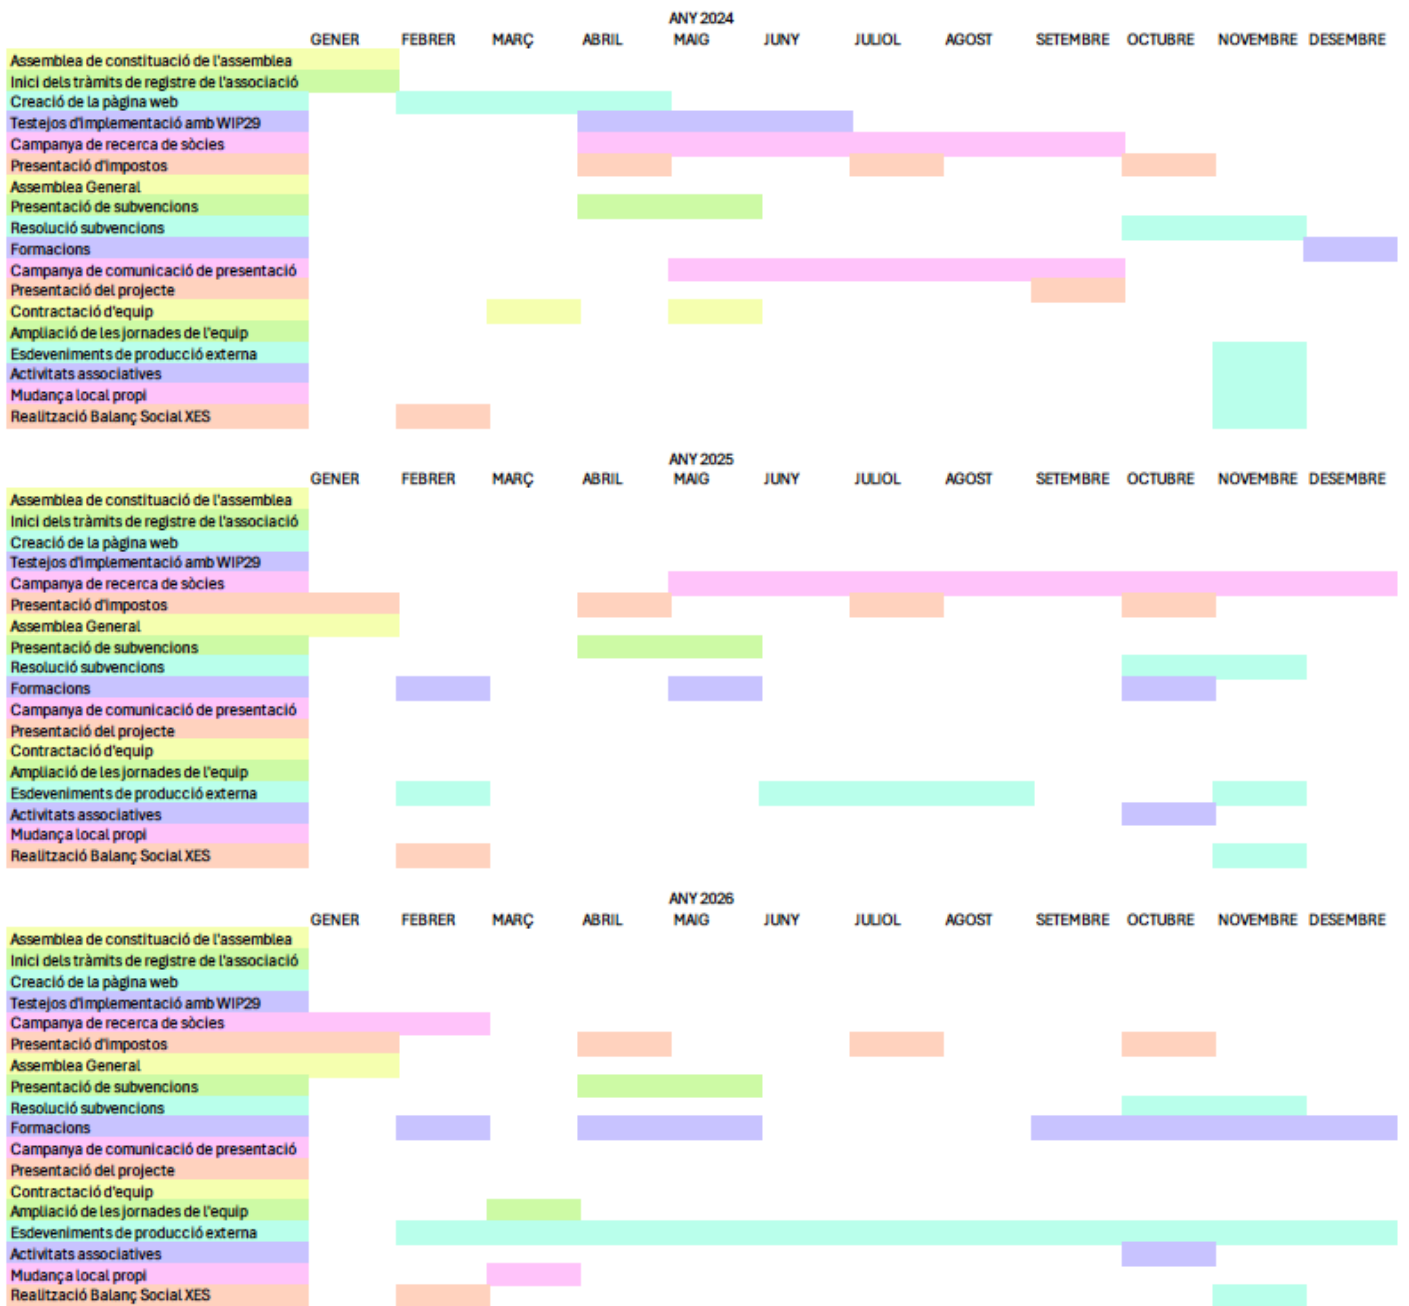 ANY 2024
GENER FEBRER MARÇ ABRIL MAIG JUNY JULIOL AGOST SETEMBRE OCTUBRE NOVEMBRE DESEMBRE
Assemblea de constituació de l'assemblea
Inici dels tràmits de registre de l'associació
Creació de la pàgina web
Testejos d'implementació amb WIP29
Campanya de recerca de sòcies
Presentació d'impostos
Assemblea General
Presentació de subvencions
Resolució subvencions
Formacions
Campanya de comunicació de presentació
Presentació del projecte
Contractació d'equip
Ampliació de les jornades de l'equip
Esdeveniments de producció externa
Activitats associatives
Mudança local propi
Realització Balanç Social XES
ANY 2025
GENER FEBRER MARÇ ABRIL MAIG JUNY JULIOL AGOST SETEMBRE OCTUBRE NOVEMBRE DESEMBRE
Assemblea de constituació de l'assemblea
Inici dels tràmits de registre de l'associació
Creació de la pàgina web
Testejos d'implementació amb WIP29
Campanya de recerca de sòcies
Presentació d'impostos
Assemblea General
Presentació de subvencions
Resolució subvencions
Formacions
Campanya de comunicació de presentació
Presentació del projecte
Contractació d'equip
Ampliació de les jornades de l'equip
Esdeveniments de producció externa
Activitats associatives
Mudança local propi
Realització Balanç Social XES
ANY 2026
GENER FEBRER MARÇ ABRIL MAIG JUNY JULIOL AGOST SETEMBRE OCTUBRE NOVEMBRE DESEMBRE
Assemblea de constituació de l'assemblea
Inici dels tràmits de registre de l'associació
Creació de la pàgina web
Testejos d'implementació amb WIP29
Campanya de recerca de sòcies
Presentació d'impostos
Assemblea General
Presentació de subvencions
Resolució subvencions
Formacions
Campanya de comunicació de presentació
Presentació del projecte
Contractació d'equip
Ampliació de les jornades de l'equip
Esdeveniments de producció externa
Activitats associatives
Mudança local propi
Realització Balanç Social XES